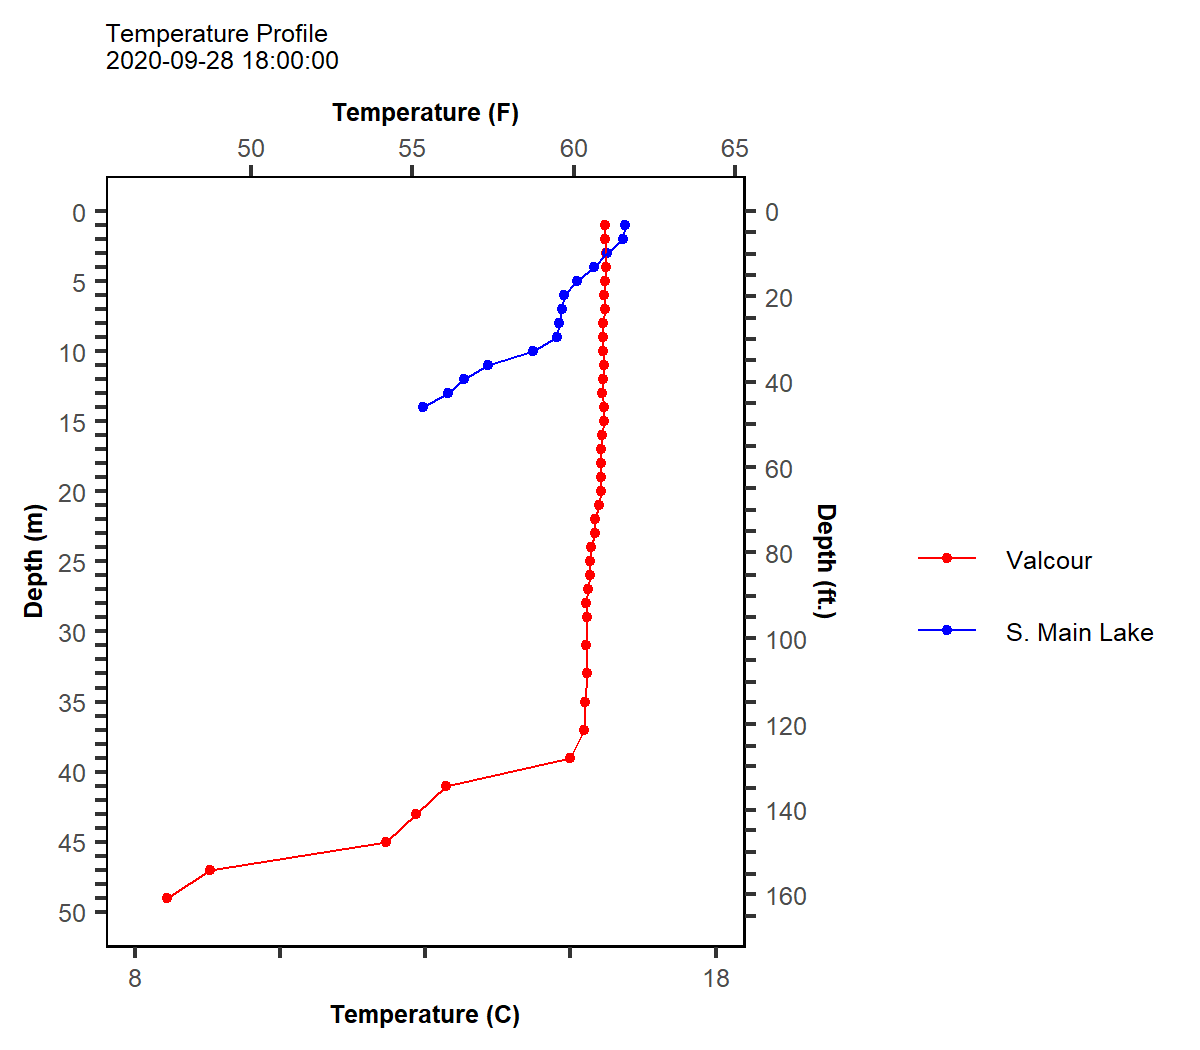 Temperature Profile
2020-09-28 18:00:00
Temperature (F)
50 55 60 65
0 0
5
20
10
40
15
60
20
Depth (m)
Depth (ft.)
25 80
Valcour
30 100
S. Main Lake
35
120
40
140
45
160
50
8 18
Temperature (C)